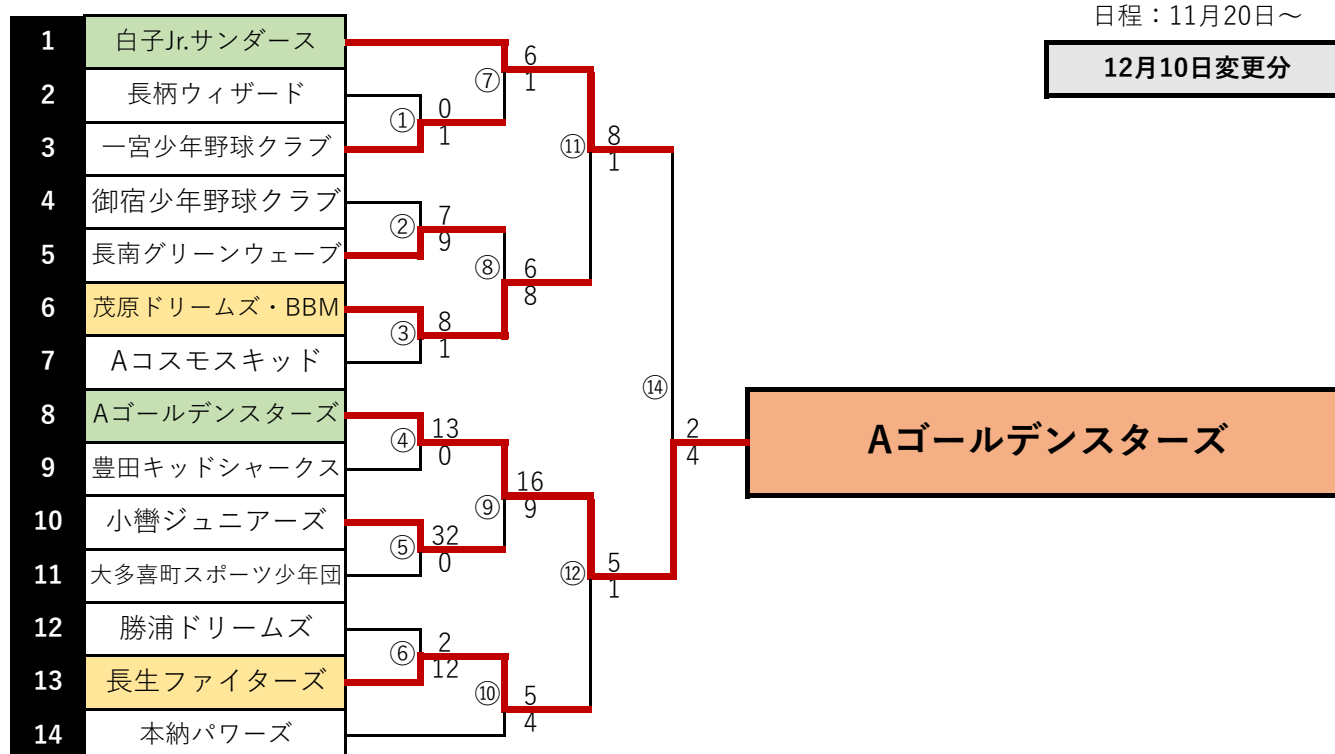 日程：11月20日～
12月10日変更分
1 白子Jr.サンダース
2 長柄ウィザード
3 一宮少年野球クラブ
4 御宿少年野球クラブ
5 長南グリーンウェーブ
6 茂原ドリームズ・BBM
7 Aコスモスキッド
8 Aゴールデンスターズ
9 豊田キッドシャークス
10 小轡ジュニアーズ
11 大多喜町スポーツ少年団
12 勝浦ドリームズ
13 長生ファイターズ
14 本納パワーズ
① 0
1
② 7
9
③ 8
1
④ 13
0
⑤ 32
0
⑥ 2
12
⑦ 6
1
⑧ 6
8
⑨ 16
9
⑩ 5
4
⑪ 8
1
⑫ 5
1
⑭ 2
4
Aゴールデンスターズ